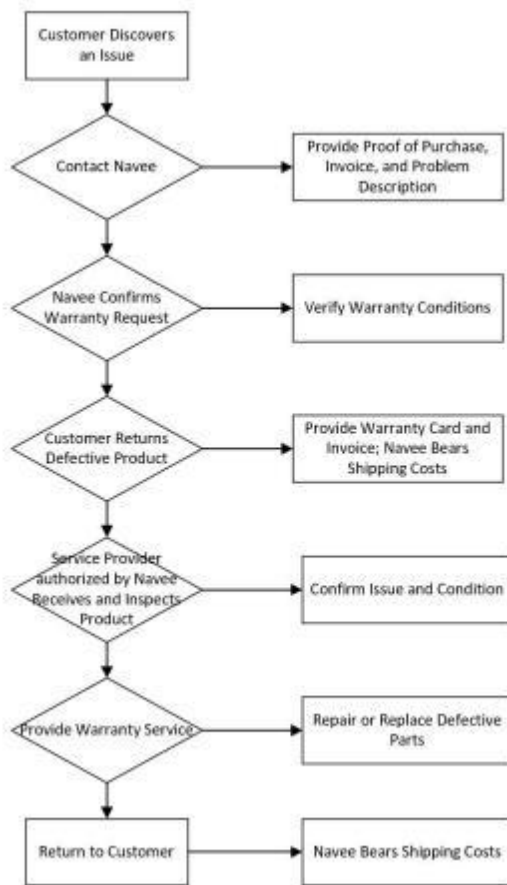 Customer Discovers
an Issue
Contact Navee
Provide Proof of Purchase,
Invoice, and Problem
Description
Navee Confirms
Warranty Request
Verify Warranty Conditions
Customer Returns
Defective Product
Provide Warranty Card and
Invoice; Navee Bears
Shipping Costs
Service Provider
authorized by Navee
Receives and Inspects
Product
Confirm Issue and Condition
Provide Warranty Service
Repair or Replace Defective
Parts
Return to Customer
Navee Bears Shipping Costs